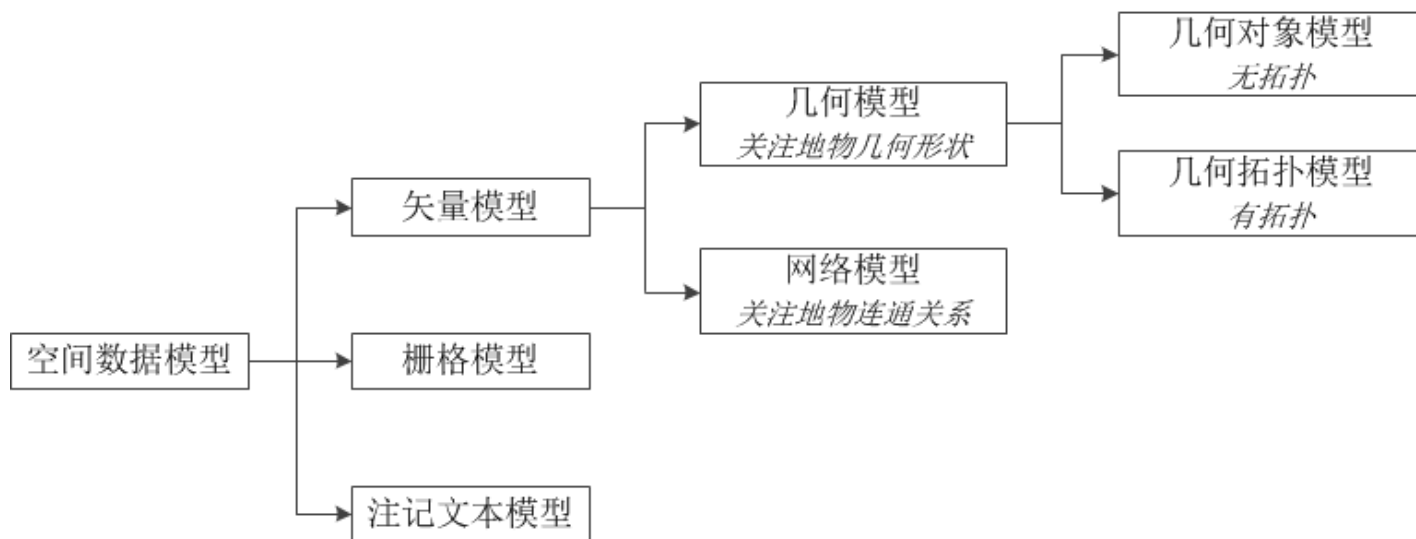 几何对象模型
无拓扑
几何模型
关注地物几何形状
几何拓扑模型
有拓扑
矢量模型
网络模型
关注地物连通关系
空间数据模型
栅格模型
注记文本模型